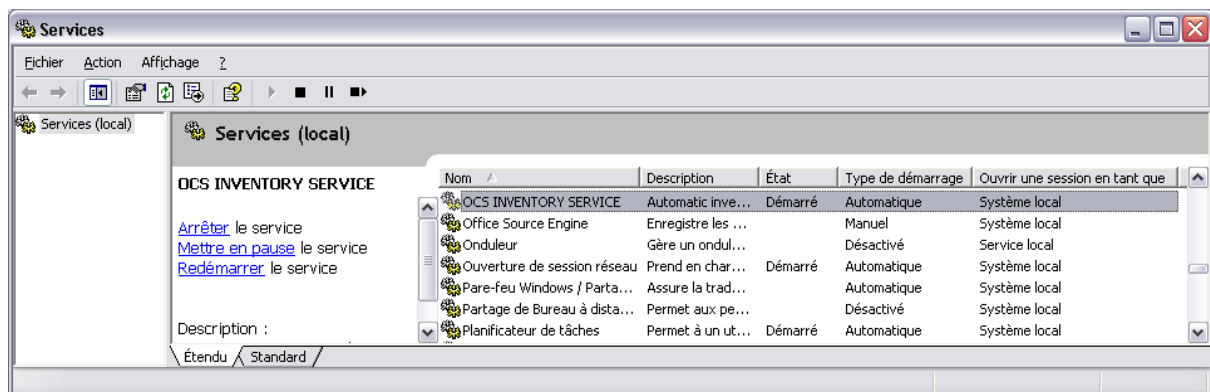 Services
Fichier Action Affichage ?
Services (local)
Services (local)
OCS INVENTORY SERVICE
Arrêter le service
Mettre en pause le service
Redémarrer le service
Description :
Nom Description État Type de démarrage Ouvrir une session en tant que
OCS INVENTORY SERVICE Automatic inve... Démarré Automatique Système local
Office Source Engine Enregistre les ... Manuel Système local
Onduleur Gère un ondul... Désactivé Service local
Ouverture de session réseau Prend en char... Démarré Automatique Système local
Pare-feu Windows / Parta... Assure la trad... Automatique Système local
Partage de Bureau à dista... Permet aux pe... Désactivé Système local
Planificateur de tâches Permet à un ut... Démarré Automatique Système local
Étendu Standard